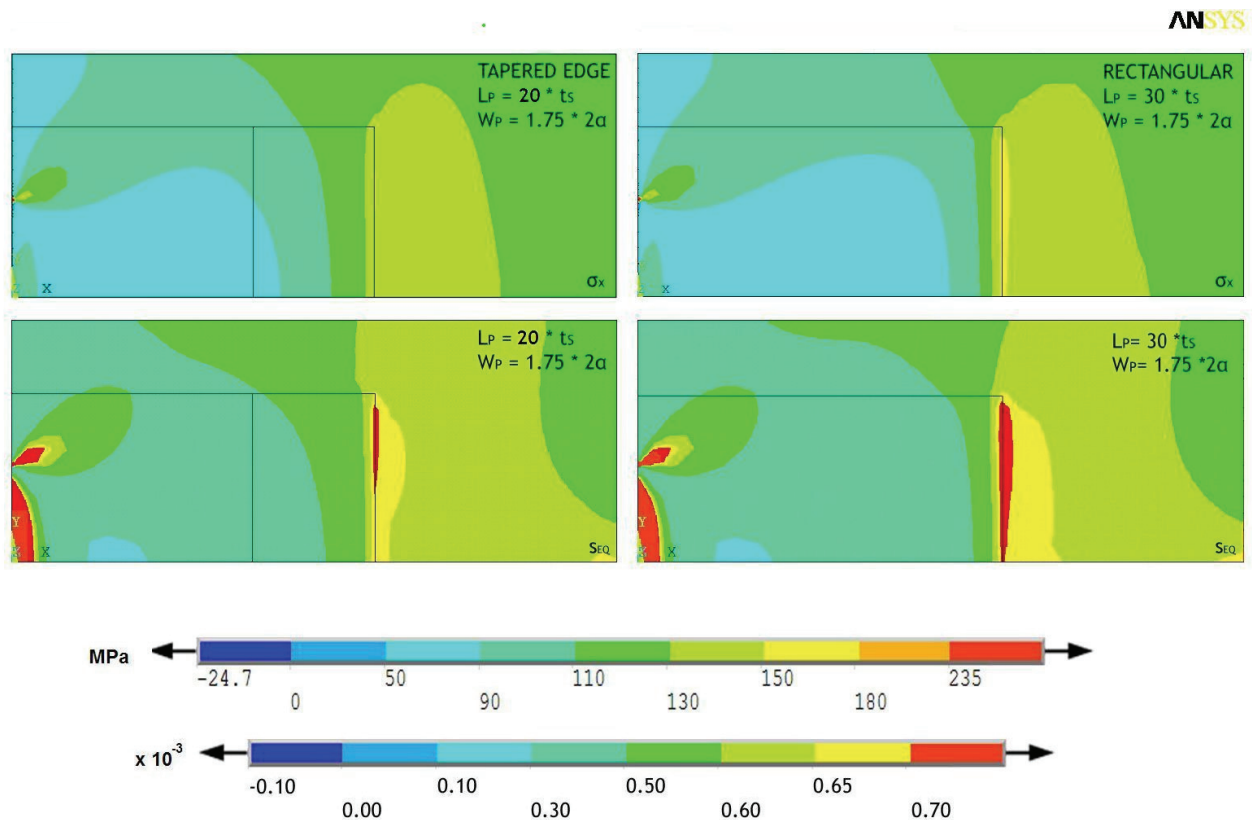 ANSYS
TAPERED EDGE
LP = 20 * tS
WP = 1.75 * 2α
X
σX
RECTANGULAR
LP = 30 * tS
WP = 1.75 * 2α
X
σX
LP = 20 * tS
WP = 1.75 * 2α
Y
X
SEQ
LP= 30 *tS
WP= 1.75 *2α
Y
X
SEQ
MPa
-24.7 50 110 150 235
0 90 130 180
x 10-3
-0.10 0.10 0.50 0.65
0.00 0.30 0.60 0.70